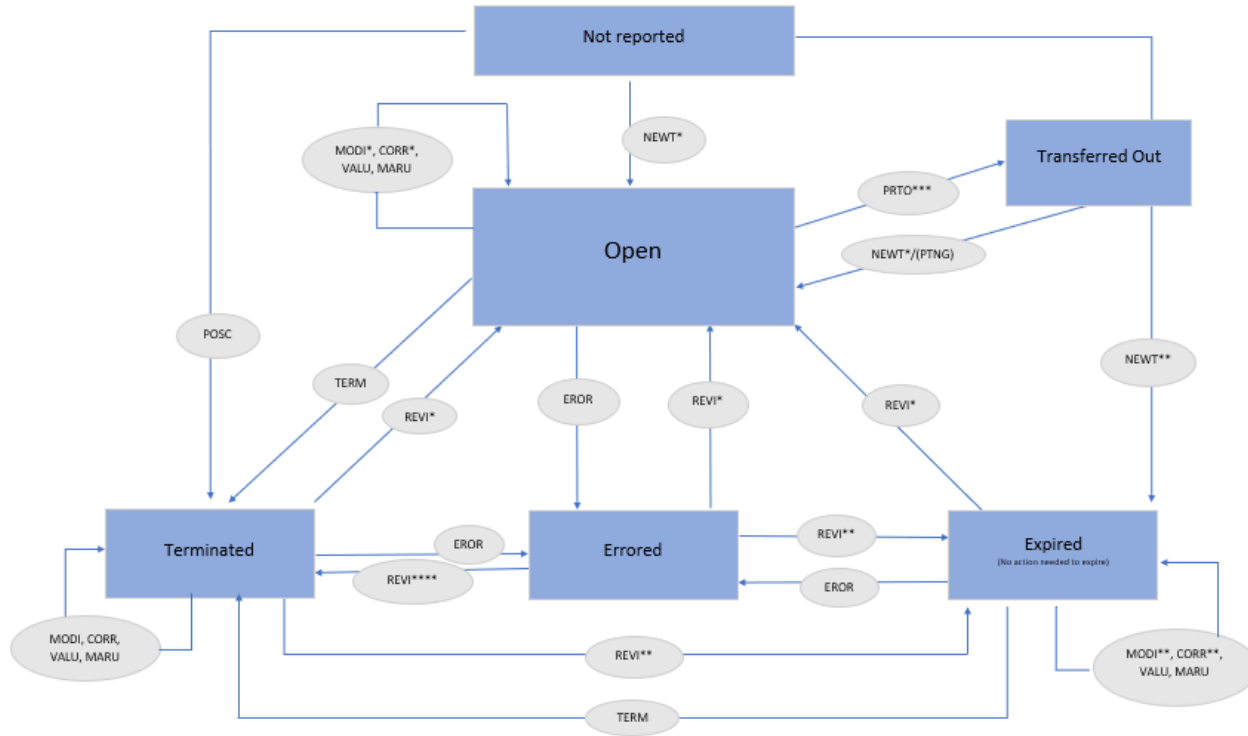 Not reported
NEWT*
MODI*, CORR*,
VALU, MARU
Transferred Out
PRTO***
Open
NEWT*/(PTNG)
POSC
NEWT**
TERM
EROR
REVI*
REVI*
REVI*
Terminated
EROR
REVI****
Errored
REVI**
EROR
Expired
(No action needed to expire)
MODI, CORR,
VALU, MARU
REVI**
MODI**, CORR**,
VALU, MARU
TERM